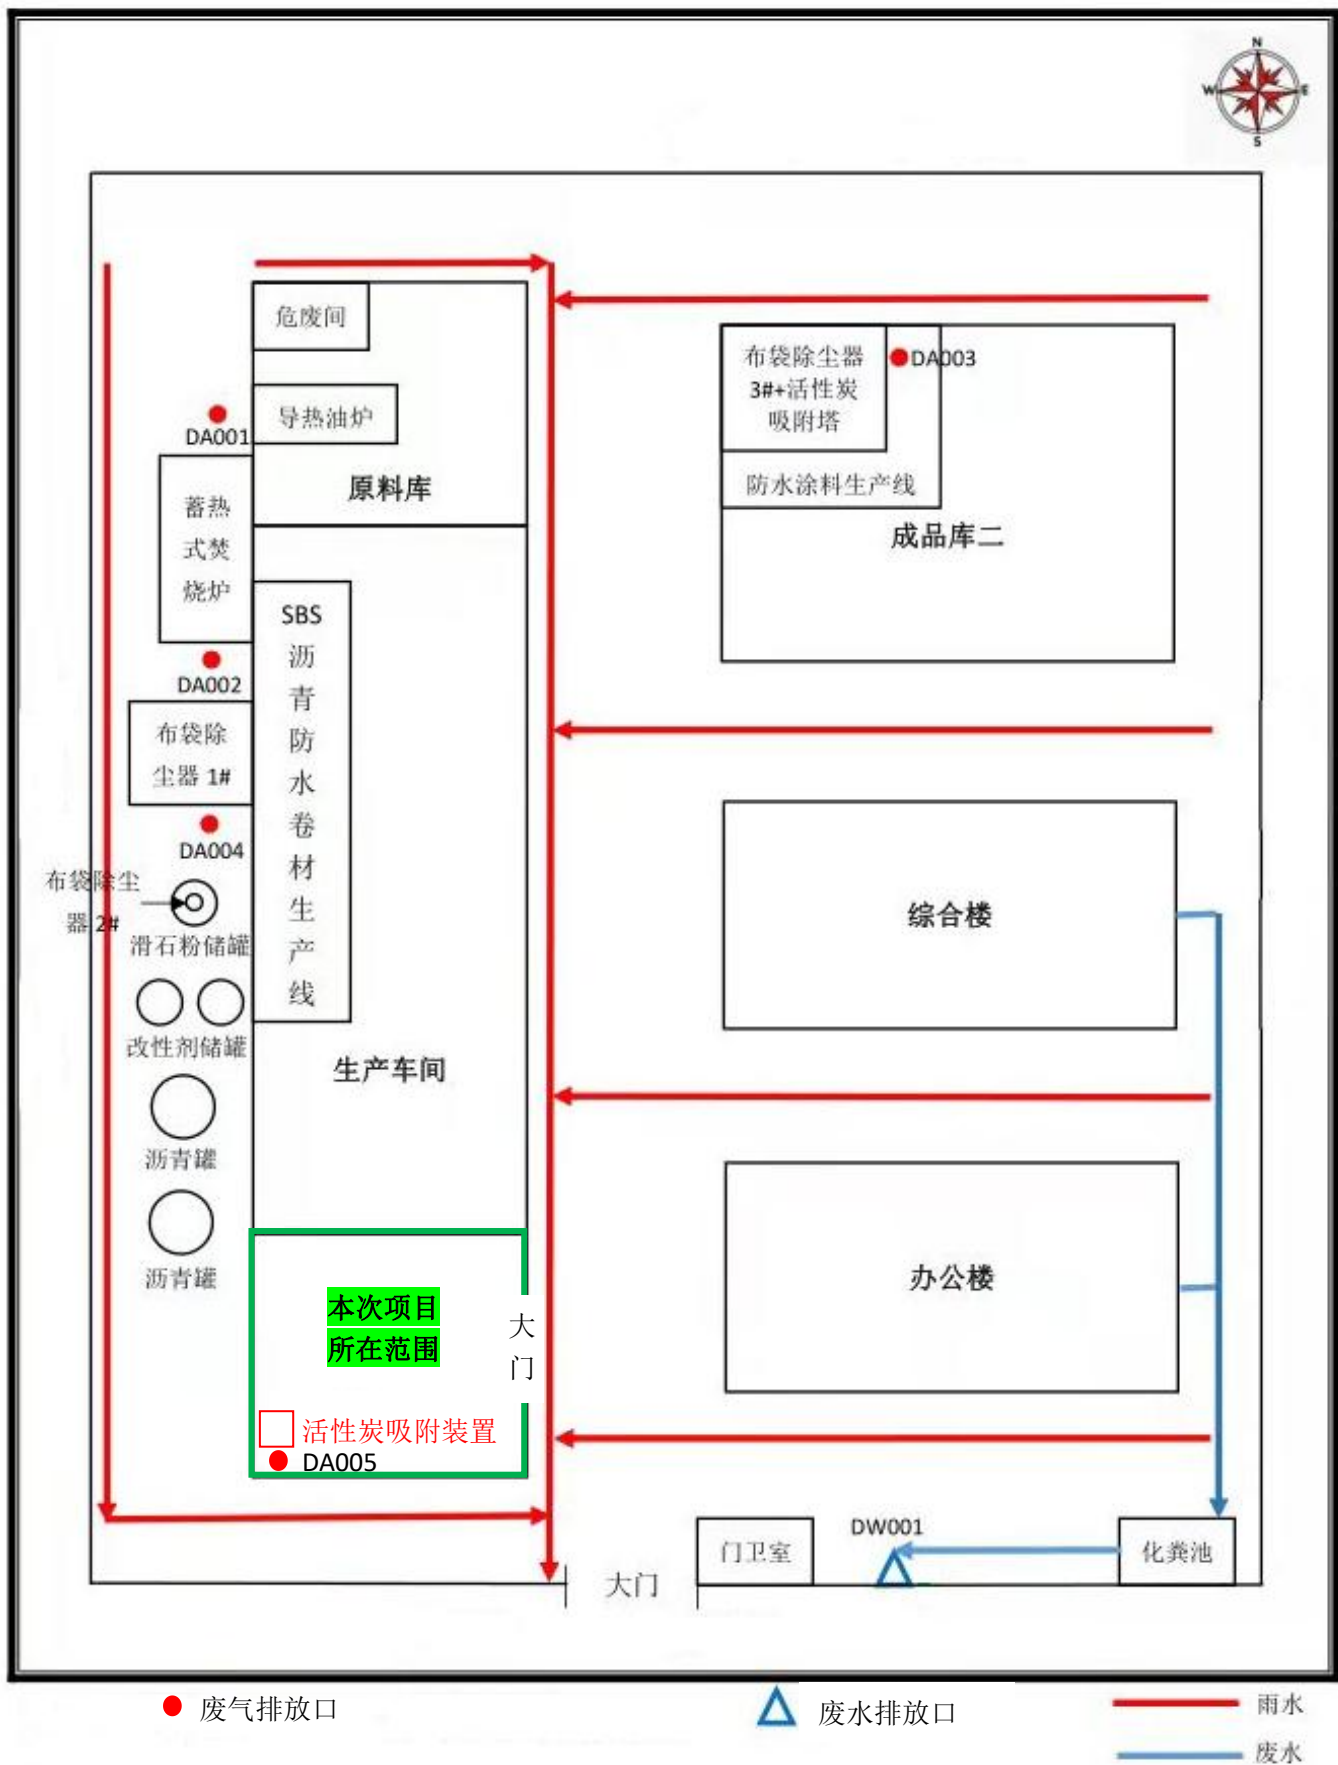 N
W
E
S
危废间
导热油炉
DA001
原料库
蓄热
式焚
烧炉
DA002
布袋除
尘器 1#
DA004
布袋除尘
器 2#
滑石粉储罐
改性剂储罐
沥青罐
沥青罐
SBS
沥
青
防
水
卷
材
生
产
线
生产车间
本次项目
所在范围
大
门
活性炭吸附装置
DA005
布袋除尘器
3#+活性炭
吸附塔
DA003
防水涂料生产线
成品库二
综合楼
办公楼
门卫室
DW001
化粪池
大门
废气排放口
废水排放口
雨水
废水